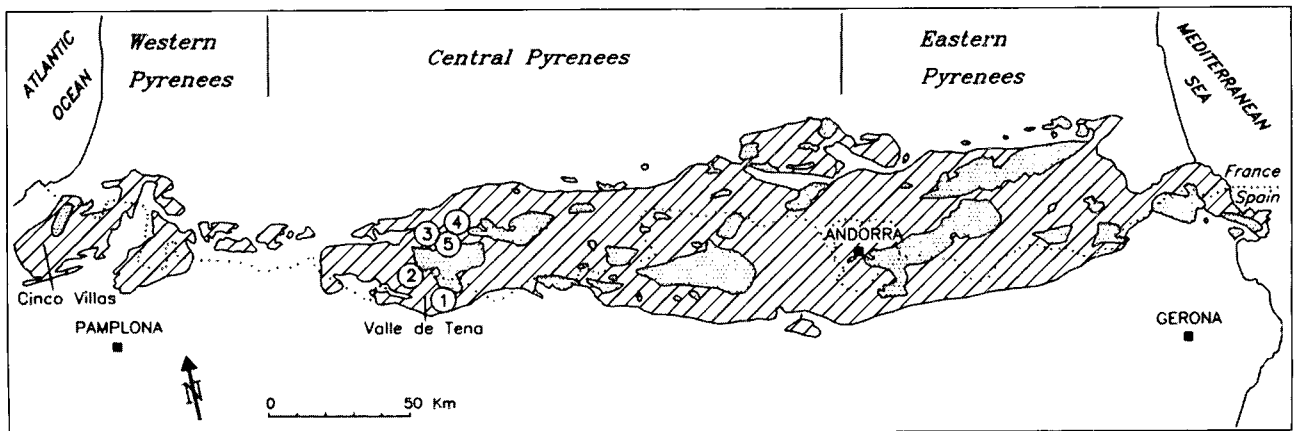 ATLANTIC
OCEAN
Western
Pyrenees
Central Pyrenees
Eastern
Pyrenees
MEDITERRANEAN
SEA
France
Spain
3
4
5
2
1
ANDORRA
Cinco Villas
PAMPLONA
Valle de Tena
GERONA
N
0 50 Km